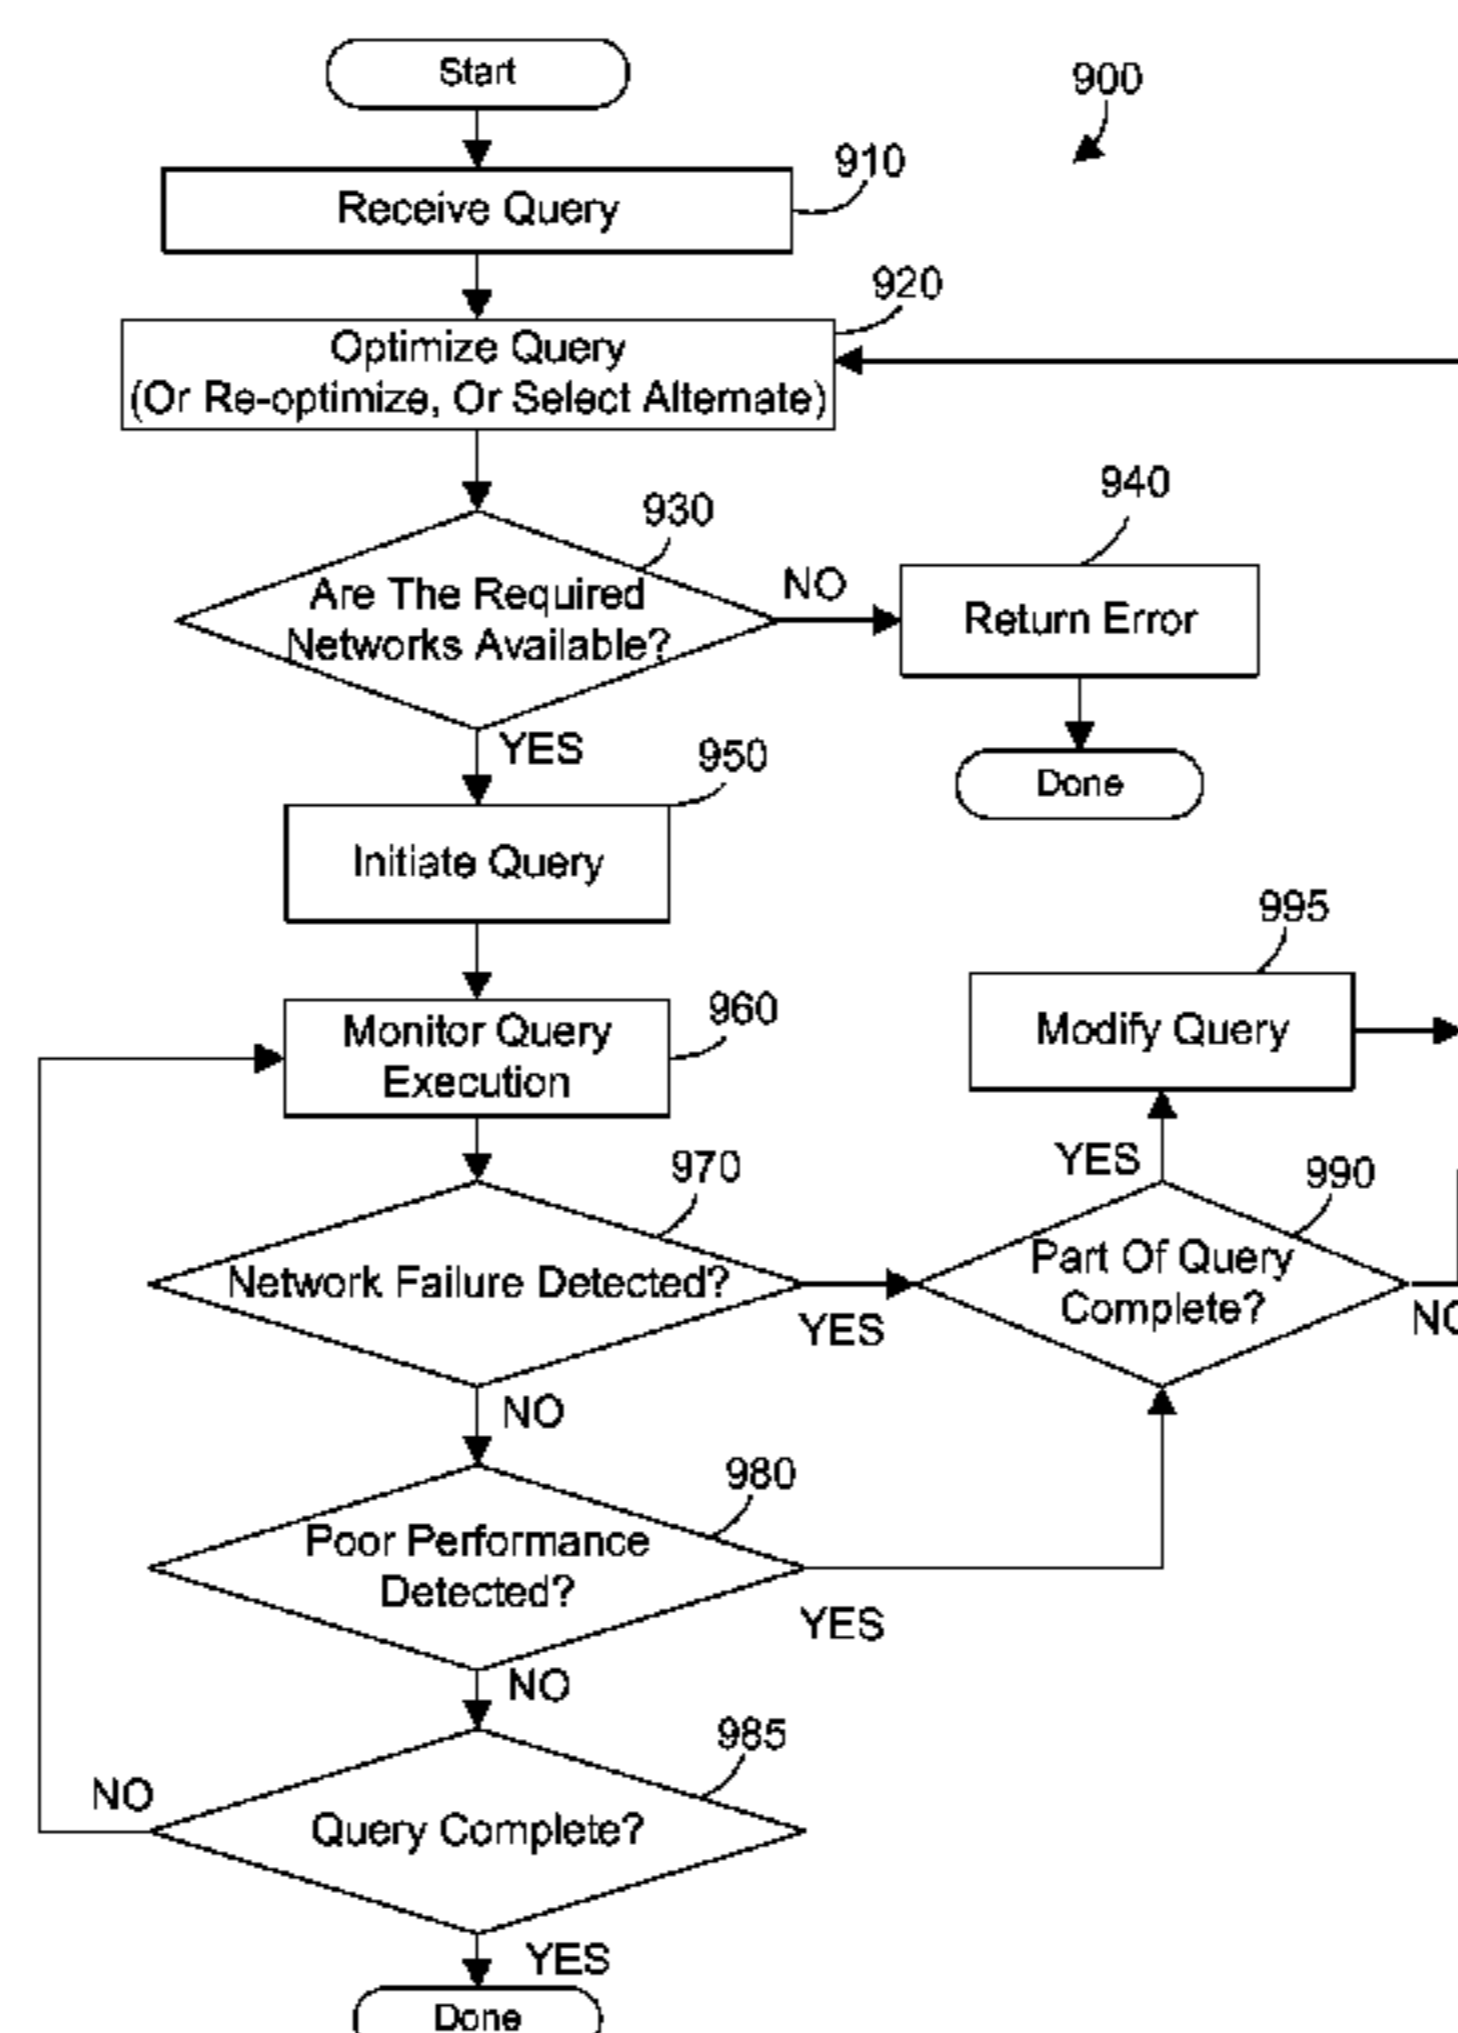 Start
900
910
Receive Query
920
Optimize Query
(Or Re-optimize, Or Select Alternate)
930
940
Are The Required
Networks Available?
NO
Return Error
YES
950
Done
Initiate Query
995
960
Monitor Query
Execution
Modify Query
970
YES
990
Network Failure Detected?
Part Of Query
Complete?
YES
NO
980
Poor Performance
Detected?
YES
NO
985
NO
Query Complete?
YES
Done